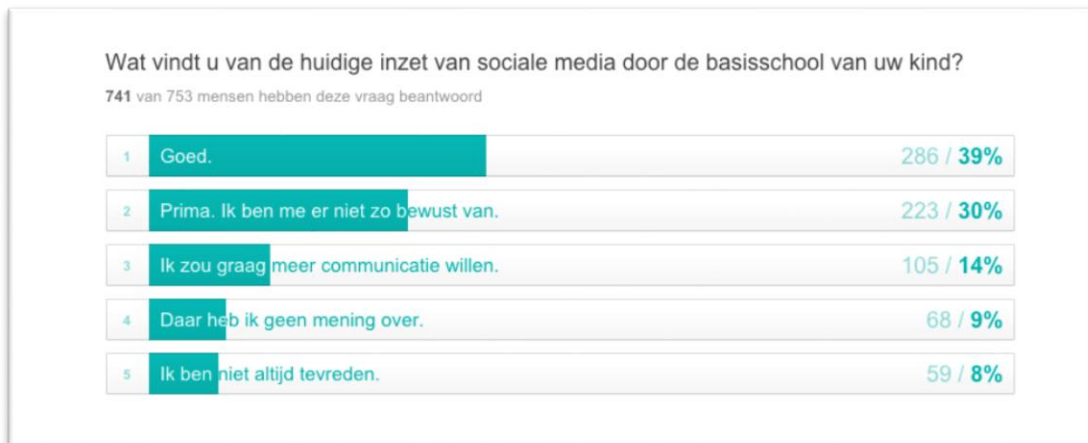 Wat vindt u van de huidige inzet van sociale media door de basisschool van uw kind?
741 van 753 mensen hebben deze vraag beantwoord
1 Goed. 286 / 39%
2 Prima. Ik ben me er niet zo bewust van. 223 / 30%
3 Ik zou graag meer communicatie willen. 105 / 14%
4 Daar heb ik geen mening over. 68 / 9%
5 Ik ben niet altijd tevreden. 59 / 8%